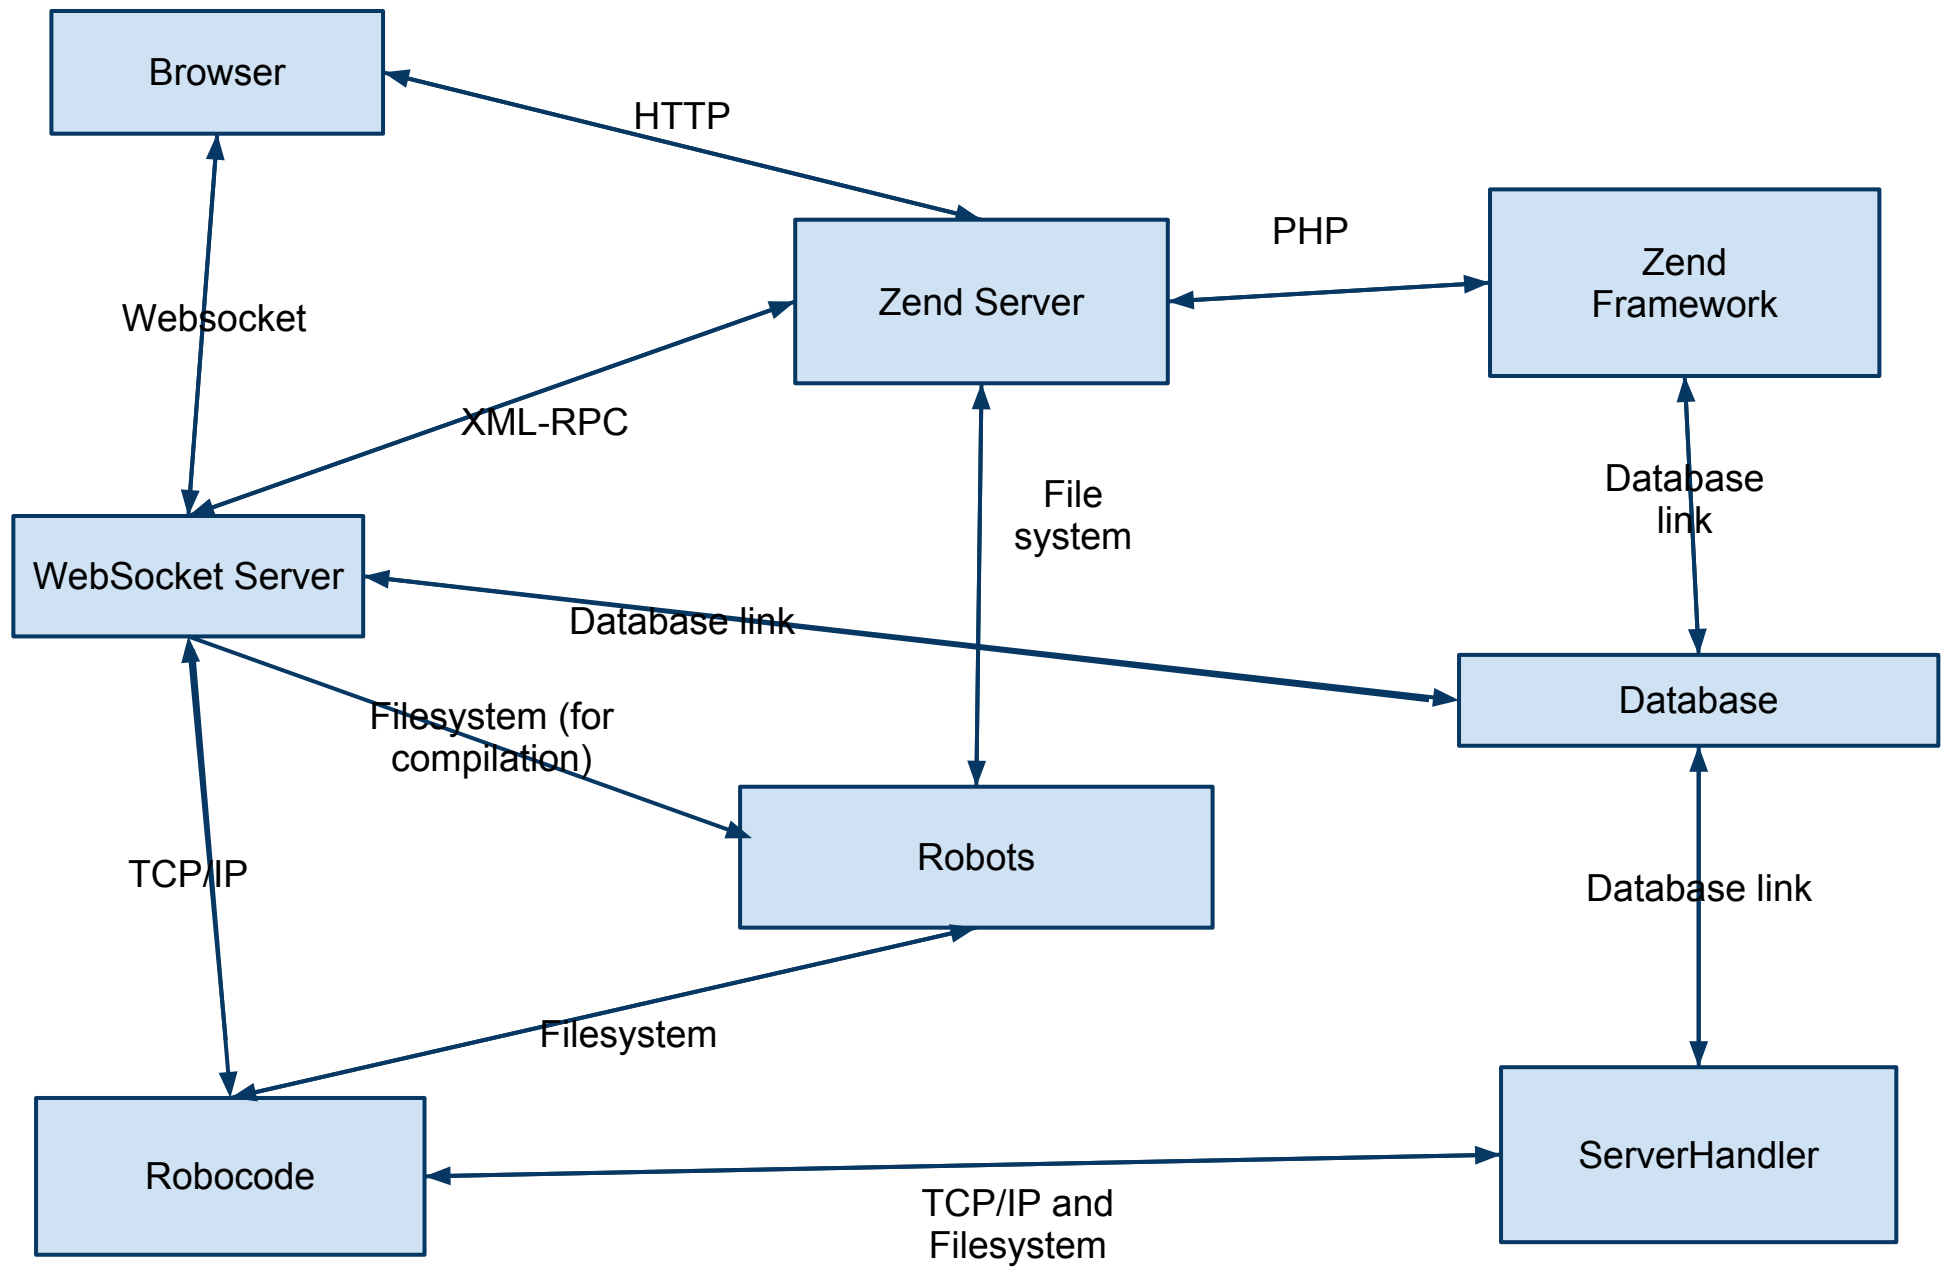 Browser
HTTP
PHP
Zend
Framework
Zend Server
Websocket
XML-RPC
File
system
Database
link
WebSocket Server
Database link
Filesystem (for
compilation)
Database
Robots
TCP/IP
Database link
Filesystem
Robocode
ServerHandler
TCP/IP and
Filesystem